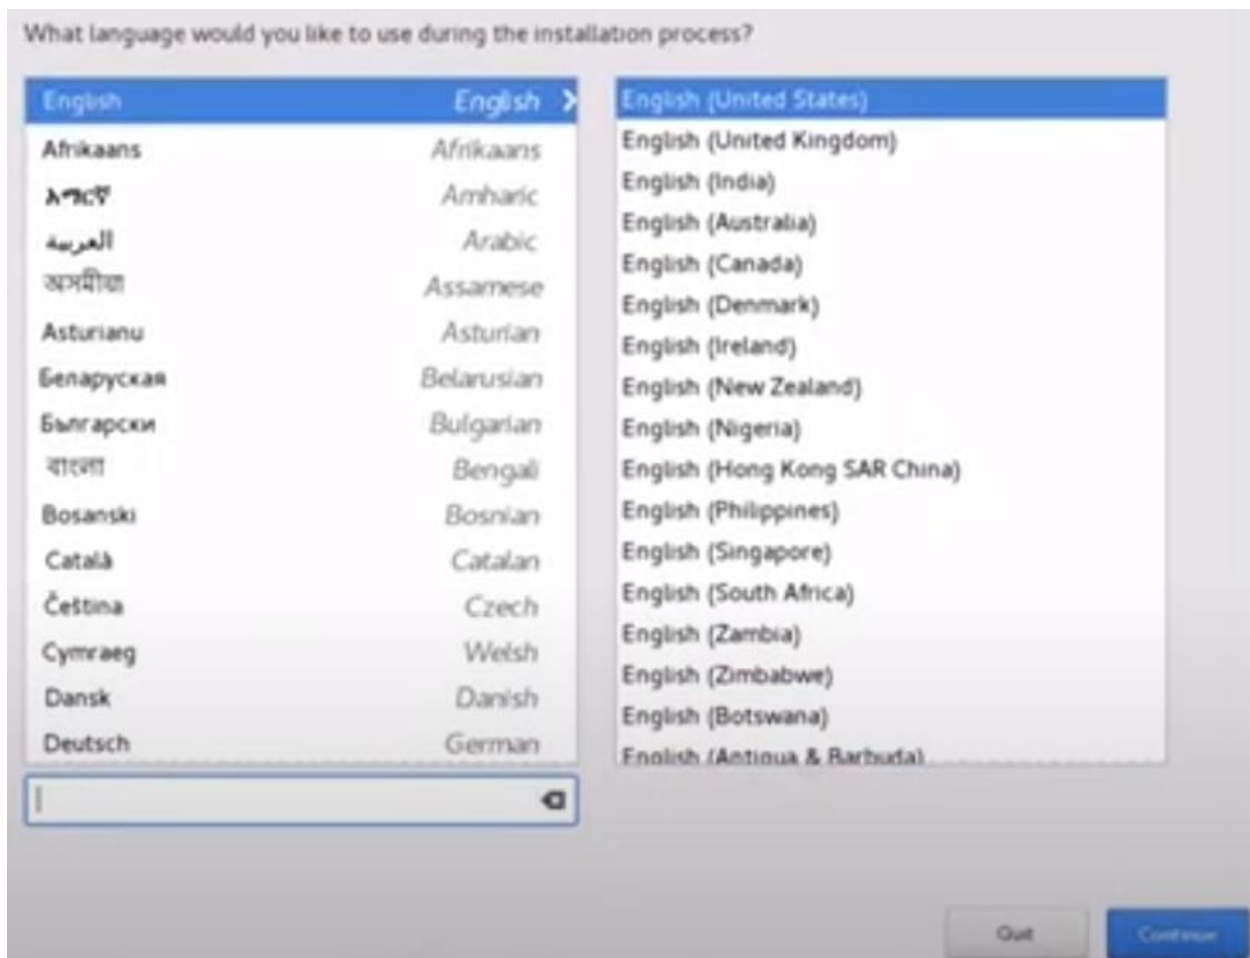 What language would you like to use during the installation process?
English English
Afrikaans Afrikaans
አማርኛ Amharic
العربية Arabic
অসমীয়া Assamese
Asturianu Asturian
Беларуская Belarusian
Български Bulgarian
বাংলা Bengali
Bosanski Bosnian
Català Catalan
Čeština Czech
Cymraeg Welsh
Dansk Danish
Deutsch German
English (United States)
English (United Kingdom)
English (India)
English (Australia)
English (Canada)
English (Denmark)
English (Ireland)
English (New Zealand)
English (Nigeria)
English (Hong Kong SAR China)
English (Philippines)
English (Singapore)
English (South Africa)
English (Zambia)
English (Zimbabwe)
English (Botswana)
English (Antigua & Barbuda)
Quit
Continue